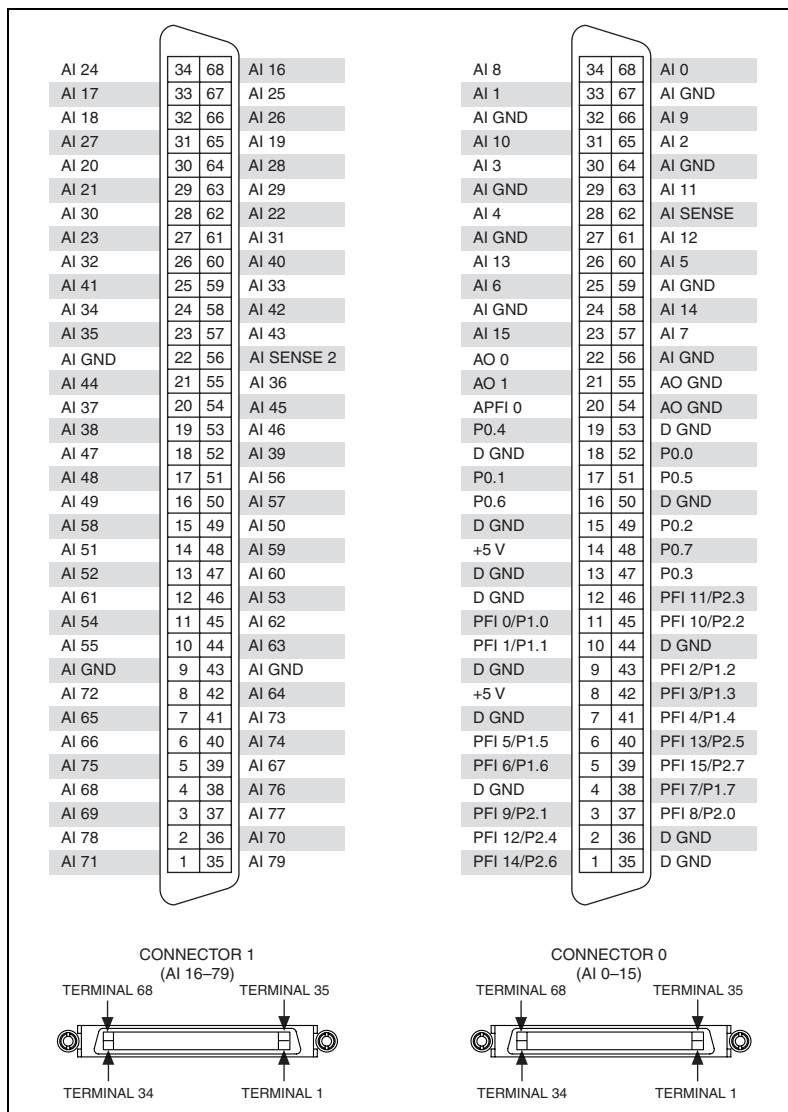 AI 24 34 68 AI 16
AI 17 33 67 AI 25
AI 18 32 66 AI 26
AI 27 31 65 AI 19
AI 20 30 64 AI 28
AI 21 29 63 AI 29
AI 30 28 62 AI 22
AI 23 27 61 AI 31
AI 32 26 60 AI 40
AI 41 25 59 AI 33
AI 34 24 58 AI 42
AI 35 23 57 AI 43
AI GND 22 56 AI SENSE 2
AI 44 21 55 AI 36
AI 37 20 54 AI 45
AI 38 19 53 AI 46
AI 47 18 52 AI 39
AI 48 17 51 AI 56
AI 49 16 50 AI 57
AI 58 15 49 AI 50
AI 51 14 48 AI 59
AI 52 13 47 AI 60
AI 61 12 46 AI 53
AI 54 11 45 AI 62
AI 55 10 44 AI 63
AI GND 9 43 AI GND
AI 72 8 42 AI 64
AI 65 7 41 AI 73
AI 66 6 40 AI 74
AI 75 5 39 AI 67
AI 68 4 38 AI 76
AI 69 3 37 AI 77
AI 78 2 36 AI 70
AI 71 1 35 AI 79
CONNECTOR 1
(AI 16–79)
TERMINAL 68 TERMINAL 35
TERMINAL 34 TERMINAL 1
AI 8 34 68 AI 0
AI 1 33 67 AI GND
AI GND 32 66 AI 9
AI 10 31 65 AI 2
AI 3 30 64 AI GND
AI GND 29 63 AI 11
AI 4 28 62 AI SENSE
AI GND 27 61 AI 12
AI 13 26 60 AI 5
AI 6 25 59 AI GND
AI GND 24 58 AI 14
AI 15 23 57 AI 7
AO 0 22 56 AI GND
AO 1 21 55 AO GND
APFI 0 20 54 AO GND
P0.4 19 53 D GND
D GND 18 52 P0.0
P0.1 17 51 P0.5
P0.6 16 50 D GND
D GND 15 49 P0.2
+5 V 14 48 P0.7
D GND 13 47 P0.3
D GND 12 46 PFI 11/P2.3
PFI 0/P1.0 11 45 PFI 10/P2.2
PFI 1/P1.1 10 44 D GND
D GND 9 43 PFI 2/P1.2
+5 V 8 42 PFI 3/P1.3
D GND 7 41 PFI 4/P1.4
PFI 5/P1.5 6 40 PFI 13/P2.5
PFI 6/P1.6 5 39 PFI 15/P2.7
D GND 4 38 PFI 7/P1.7
PFI 9/P2.1 3 37 PFI 8/P2.0
PFI 12/P2.4 2 36 D GND
PFI 14/P2.6 1 35 D GND
CONNECTOR 0
(AI 0–15)
TERMINAL 68 TERMINAL 35
TERMINAL 34 TERMINAL 1